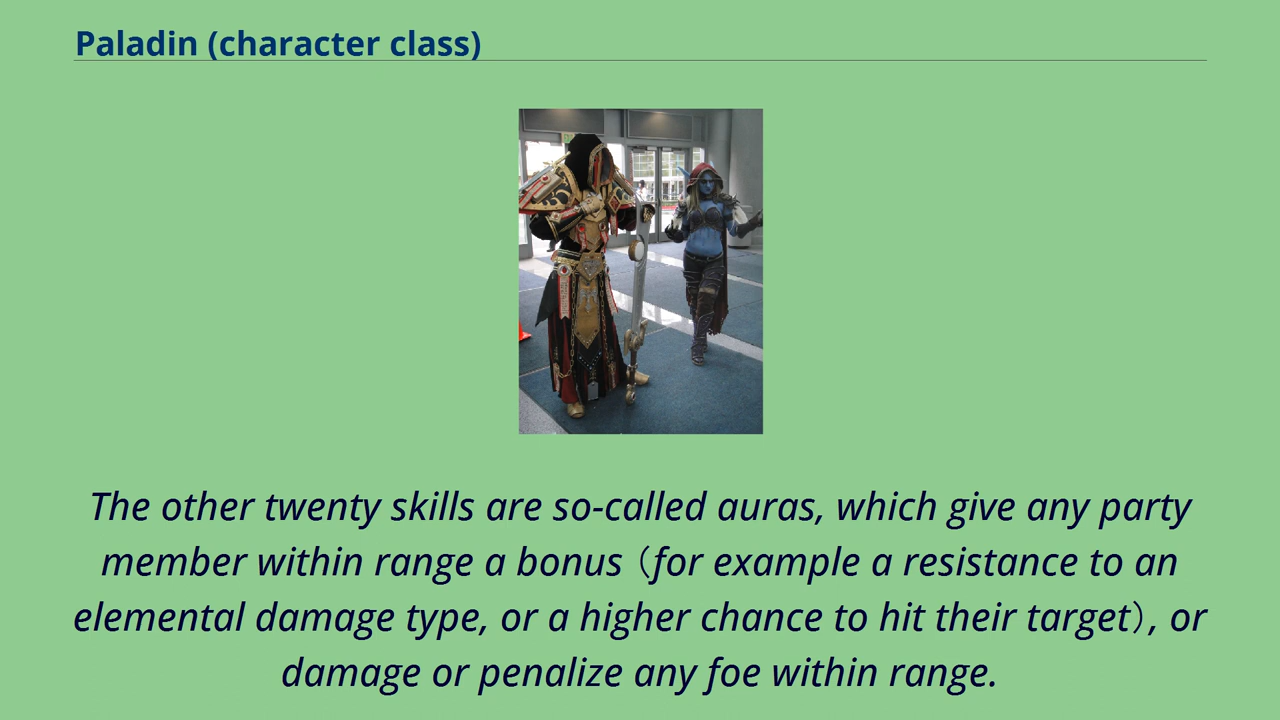 Paladin (character class)
The other twenty skills are so-called auras, which give any party
member within range a bonus（for example a resistance to an
elemental damage type, or a higher chance to hit their target）, or
damage or penalize any foe within range.